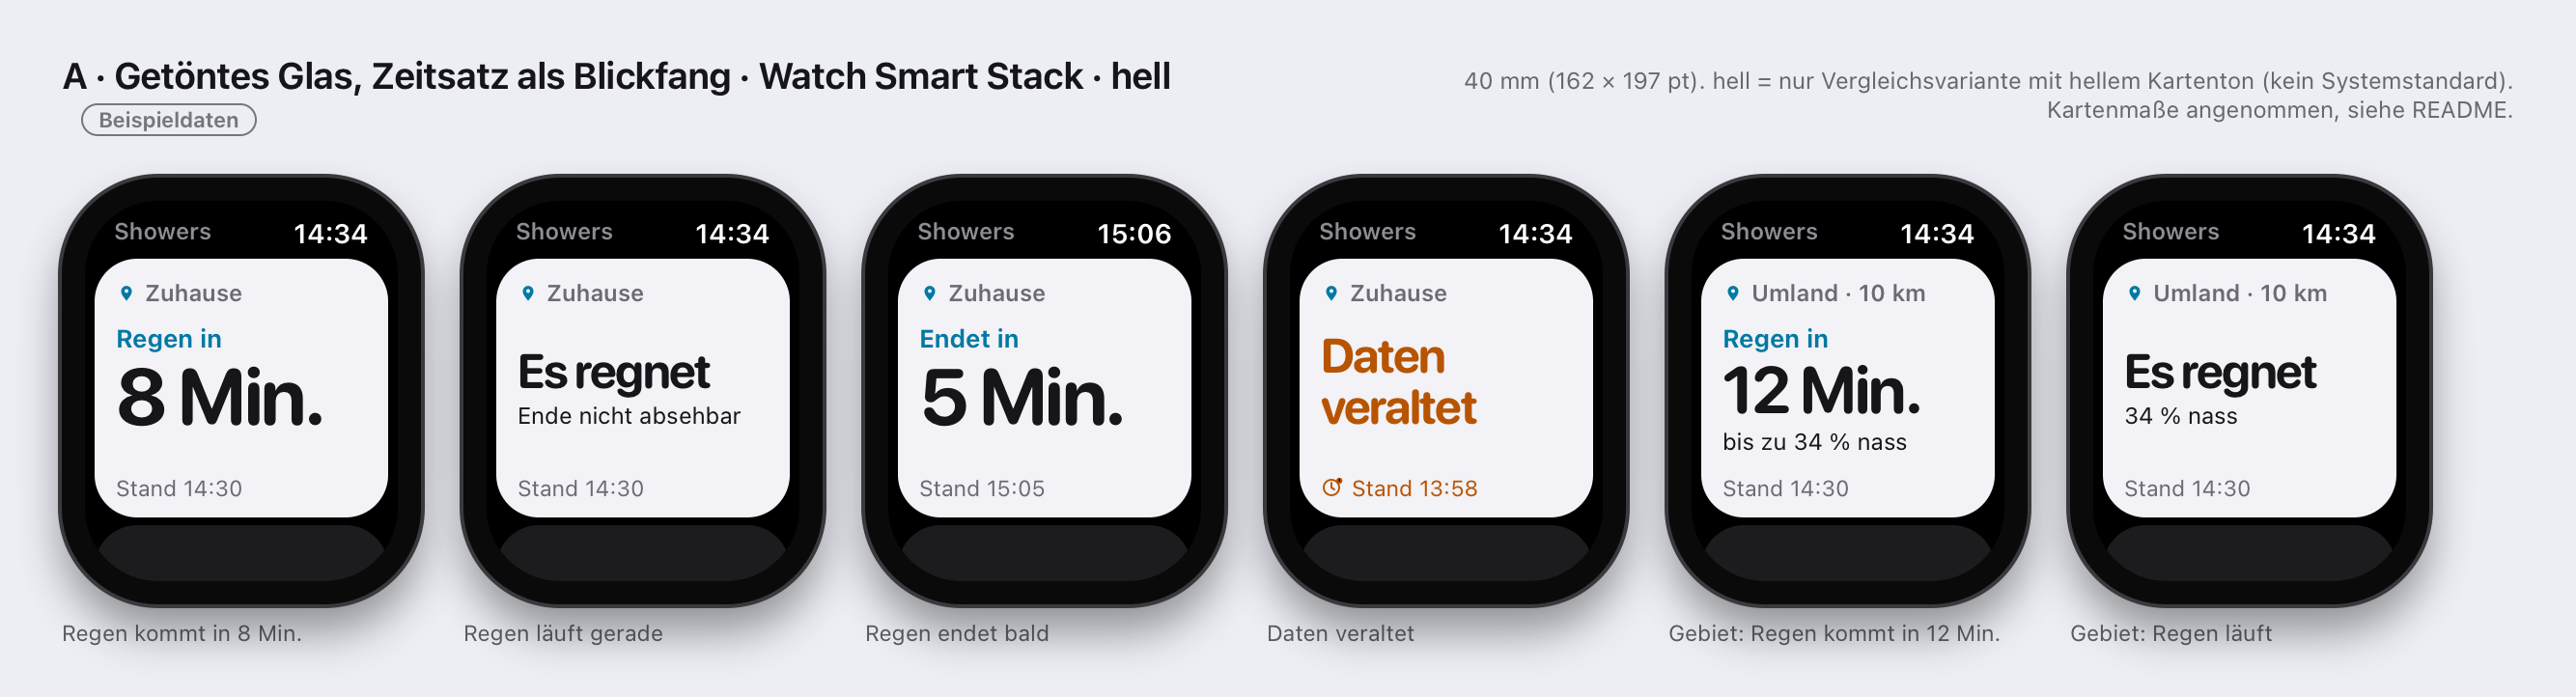 A · Getöntes Glas, Zeitsatz als Blickfang · Watch Smart Stack · hell
Beispieldaten
40 mm (162 × 197 pt). hell = nur Vergleichsvariante mit hellem Kartenton (kein Systemstandard).
Kartenmaße angenommen, siehe README.
Showers 14:34
Zuhause
Regen in
8 Min.
Stand 14:30
Regen kommt in 8 Min.
Showers 14:34
Zuhause
Es regnet
Ende nicht absehbar
Stand 14:30
Regen läuft gerade
Showers 15:06
Zuhause
Endet in
5 Min.
Stand 15:05
Regen endet bald
Showers 14:34
Zuhause
Daten
veraltet
Stand 13:58
Daten veraltet
Showers 14:34
Umland · 10 km
Regen in
12 Min.
bis zu 34 % nass
Stand 14:30
Gebiet: Regen kommt in 12 Min.
Showers 14:34
Umland · 10 km
Es regnet
34 % nass
Stand 14:30
Gebiet: Regen läuft